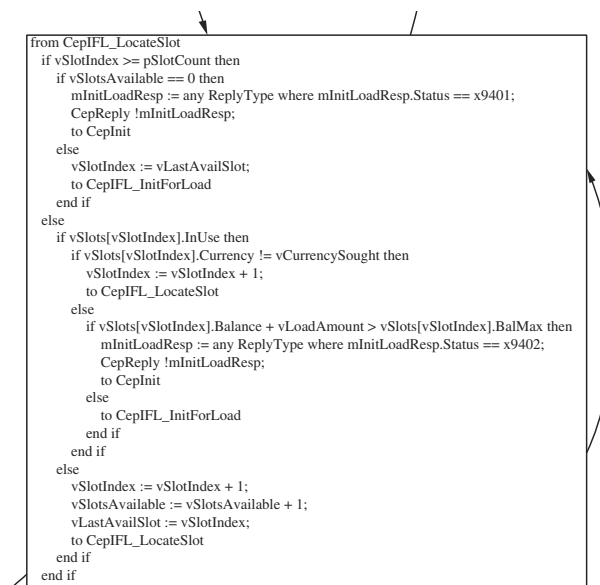 from CepIFL_LocateSlot
if vSlotIndex >= pSlotCount then
if vSlotsAvailable == 0 then
mInitLoadResp := any ReplyType where mInitLoadResp.Status == x9401;
CepReply !mInitLoadResp;
to CepInit
else
vSlotIndex := vLastAvailSlot;
to CepIFL_InitForLoad
end if
else
if vSlots[vSlotIndex].InUse then
if vSlots[vSlotIndex].Currency != vCurrencySought then
vSlotIndex := vSlotIndex + 1;
to CepIFL_LocateSlot
else
if vSlots[vSlotIndex].Balance + vLoadAmount > vSlots[vSlotIndex].BalMax then
mInitLoadResp := any ReplyType where mInitLoadResp.Status == x9402;
CepReply !mInitLoadResp;
to CepInit
else
to CepIFL_InitForLoad
end if
end if
else
vSlotIndex := vSlotIndex + 1;
vSlotsAvailable := vSlotsAvailable + 1;
vLastAvailSlot := vSlotIndex;
to CepIFL_LocateSlot
end if
end if